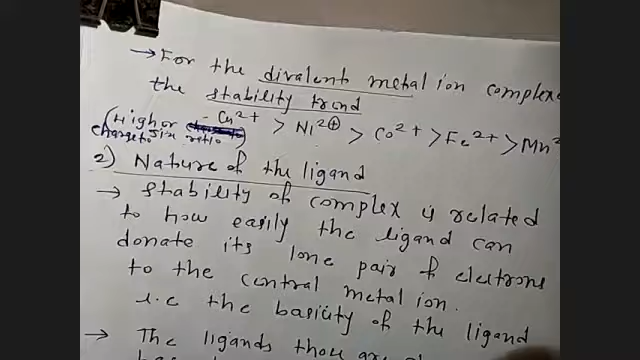 → For the divalent metal ion complexe
the stability trend
- Cu²⁺ > Ni²⁺ > Co²⁺ > Fe²⁺ > Mn²
(Higher
charge to size ratio)
2) Nature of the ligand
→ Stability of complex is related
to how easily the ligand can
donate its lone pair of electrons
to the central metal ion.
i.e the basicity of the ligand
→ The ligands those are